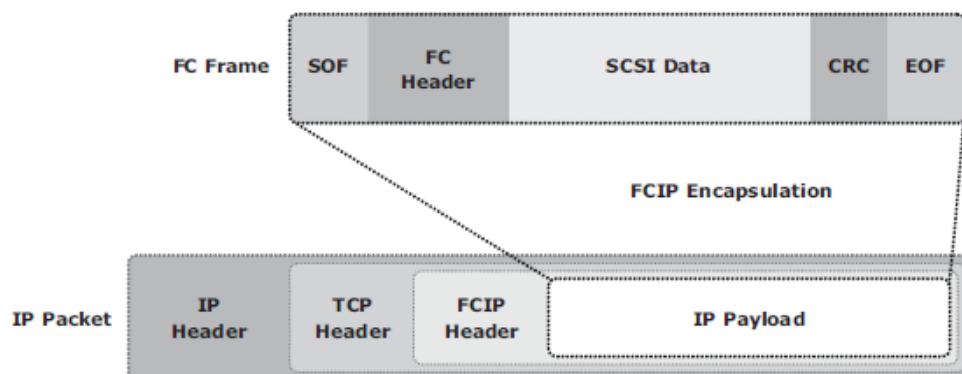 FC Frame
SOF
FC
Header
SCSI Data
CRC
EOF
FCIP Encapsulation
IP Packet
IP
Header
TCP
Header
FCIP
Header
IP Payload